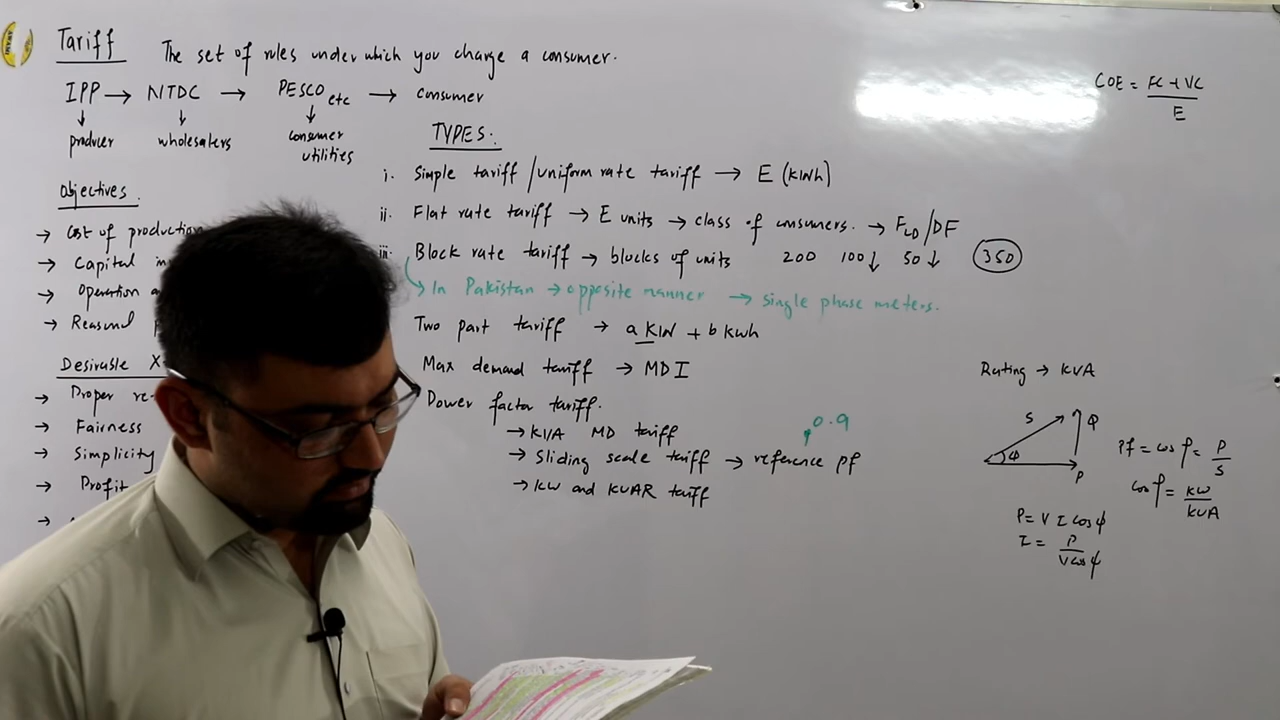 Tariff The set of rules under which you charge a consumer.
IPP → NTDC → PESCO etc → consumer
↓ ↓ ↓
producer wholesalers consumer utilities
Objectives
→ Cost of production
→ Capital
→ Operation
→ Reasonal
Desirable
→ Proper
→ Fairness
→ Simplicity
→ Profit
→
TYPES:
i. Simple tariff / uniform rate tariff → E (kWh)
ii. Flat rate tariff → E units → class of consumers. → FLD/DF
iii. Block rate tariff → blocks of units 200 100↓ 50↓ 350
↳ In Pakistan → opposite manner → single phase meters.
Two part tariff → a KW + b kwh
Max demand tariff → MDI
Power factor tariff.
→ KVA MD tariff
→ Sliding scale tariff → reference pf 0.9
→ KW and KVAR tariff
COE = FC + VC / E
Rating → KVA
S Q
φ P
Pf = cos φ = P / S
cos φ = KW / KVA
P = V I cos φ
I = P / V cos φ